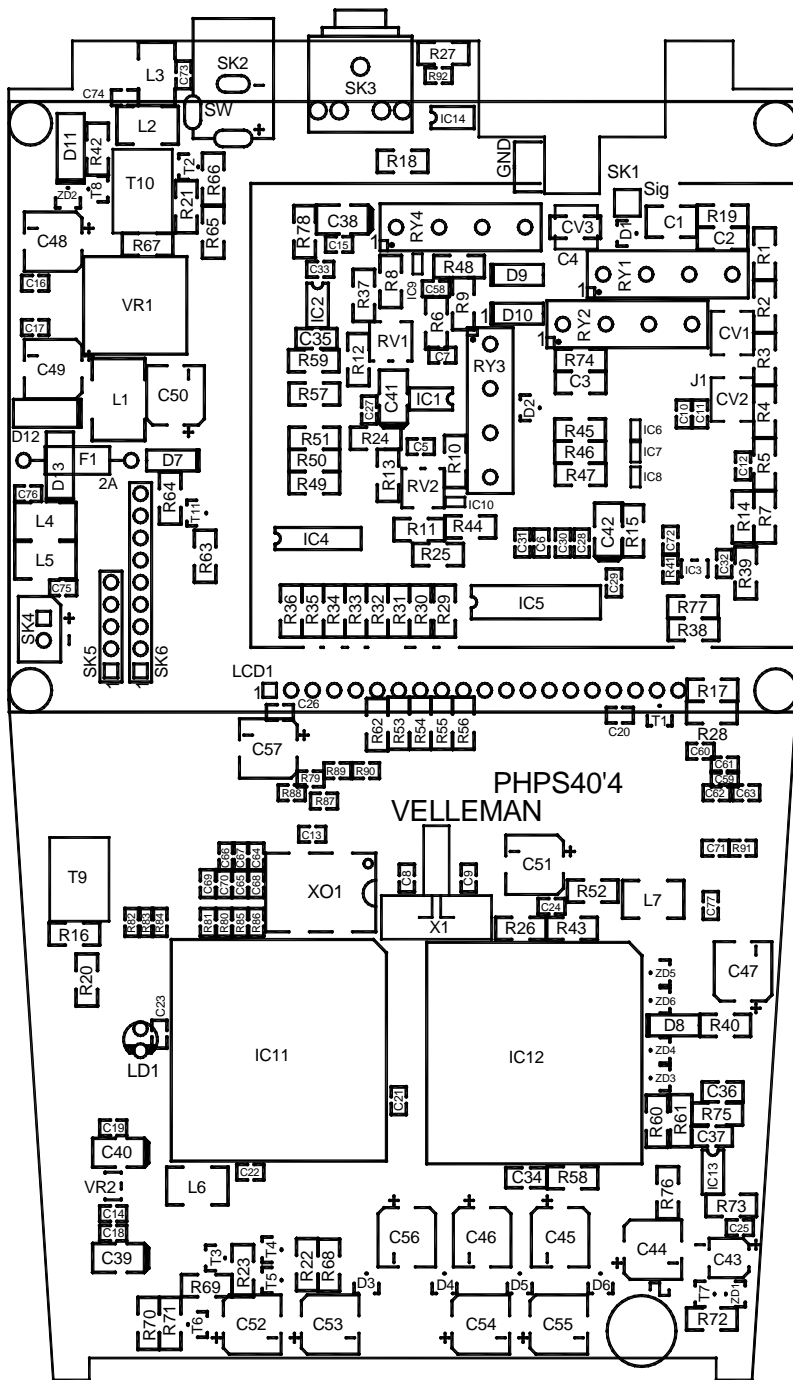 R27
SK2
L3
C73
R92
SK3
C74
SW
IC14
L2
D11
R42
R18
GND
SK1
Sig
T2
R66
T10
T8
ZD2
R21
C38
RY4
CV3
D1
C1
R19
R78
C48
R65
R67
C15
C2
R1
C4
C33
R8
IC9
R48
D9
RY1
C16
VR1
R37
C58
R9
R2
IC2
D10
RY2
C17
R6
C35
RV1
CV1
R59
R12
C7
RY3
R74
R3
C49
C3
J1
L1
C50
R57
C41
IC1
D2
CV2
R4
C27
C10
C11
D12
R51
R24
R45
IC6
C5
R10
R46
IC7
R5
F1
D7
R50
R13
C12
D13
2A
R49
RV2
R47
IC8
C76
R64
IC10
T11
C42
R15
R14
R7
L4
IC4
R11
R44
R63
C31
C6
C30
C28
C72
L5
R25
R41
IC3
C32
R39
C75
C29
R36
R35
R34
R33
R32
R31
R30
R29
IC5
R77
SK4
+
-
R38
SK5
SK6
1
1
LCD1
1
R17
C26
C20
T1
R62
R53
R54
R55
R56
R28
C57
C60
R89
R90
C61
R79
C59
R88
PHPS40'4
C62
C63
R87
VELLEMAN
C13
C66
C67
C64
C51
C71
R91
T9
C69
C70
C65
C68
XO1
C8
C9
R52
L7
C77
C24
R82
R83
R84
R81
R80
R85
R86
X1
R26
R43
R16
R20
ZD5
C47
ZD6
C23
D8
R40
LD1
IC11
IC12
ZD4
ZD3
C36
C21
R60
R61
R75
C19
C37
C40
C22
IC13
VR2
L6
C34
R58
R76
C14
R73
C18
C56
C46
C45
C25
C39
T3
R23
T4
R22
R68
C44
C43
T5
R69
D3
D4
D5
D6
T7
ZD1
R70
R71
T6
C52
C53
C54
C55
R72